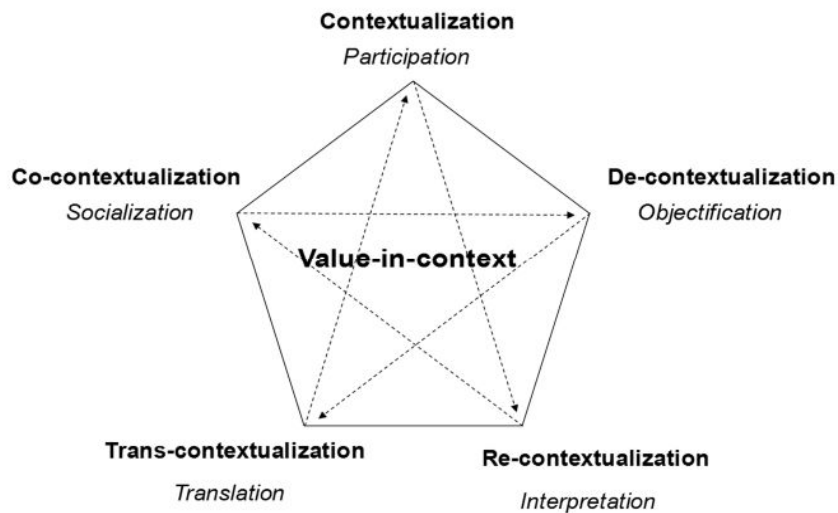 Contextualization
Participation
Co-contextualization
Socialization
De-contextualization
Objectification
Value-in-context
Trans-contextualization
Translation
Re-contextualization
Interpretation